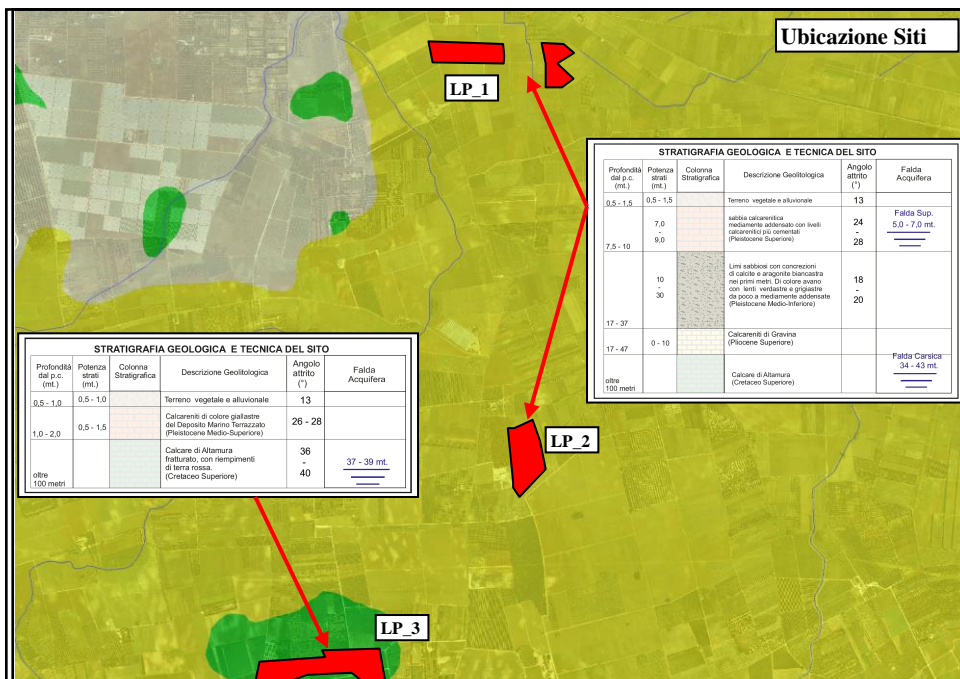 Ubicazione Siti
LP_1
STRATIGRAFIA GEOLOGICA E TECNICA DEL SITO
Profondità dal p.c. (mt.)
Potenza strati (mt.)
Colonna Stratigrafica
Descrizione Geolitologica
Angolo attrito (°)
Falda Acquifera
0,5 - 1,5
0,5 - 1,5
Terreno vegetale e alluvionale
13
7,5 - 10
7,0
-
9,0
sabbia calcarenitica
mediamente addensato con livelli
calcarenitici più cementati
(Pleistocene Superiore)
24
-
28
Falda Sup.
5,0 - 7,0 mt.
17 - 37
10
-
30
Limi sabbiosi con concrezioni
di calcite e aragonite biancastra
nei primi metri. Di colore avano
con lenti verdastre e grigiastre
da poco a mediamente addensate
(Pleistocene Medio-Inferiore)
18
-
20
17 - 47
0 - 10
Calcareniti di Gravina
(Pliocene Superiore)
oltre
100 metri
Calcare di Altamura
(Cretaceo Superiore)
Falda Carsica
34 - 43 mt.
STRATIGRAFIA GEOLOGICA E TECNICA DEL SITO
Profondità dal p.c. (mt.)
Potenza strati (mt.)
Colonna Stratigrafica
Descrizione Geolitologica
Angolo attrito (°)
Falda Acquifera
0,5 - 1,0
0,5 - 1,0
Terreno vegetale e alluvionale
13
1,0 - 2,0
0,5 - 1,5
Calcareniti di colore giallastre
del Deposito Marino Terrazzato
(Pleistocene Medio-Superiore)
26 - 28
oltre
100 metri
Calcare di Altamura
fratturato, con riempimenti
di terra rossa.
(Cretaceo Superiore)
36
-
40
37 - 39 mt.
LP_2
LP_3